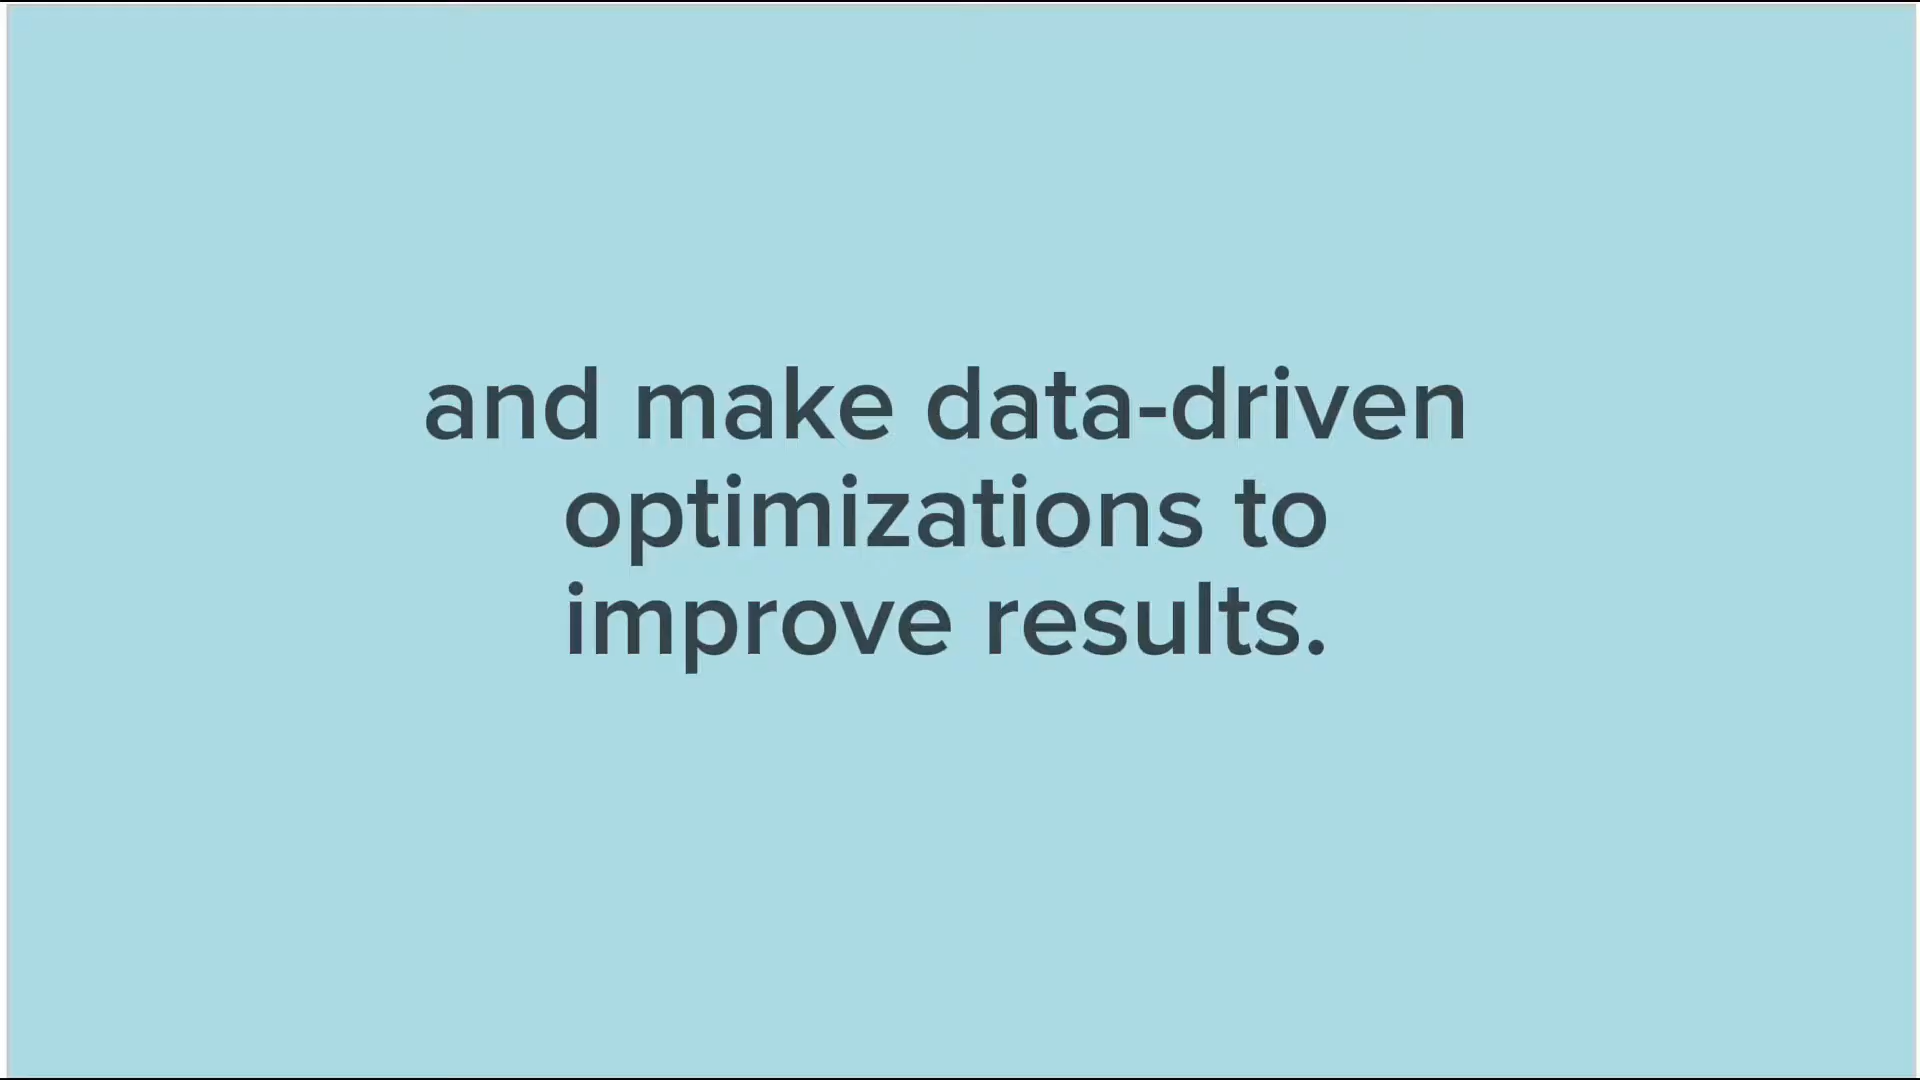 and make data-driven
optimizations to
improve results.